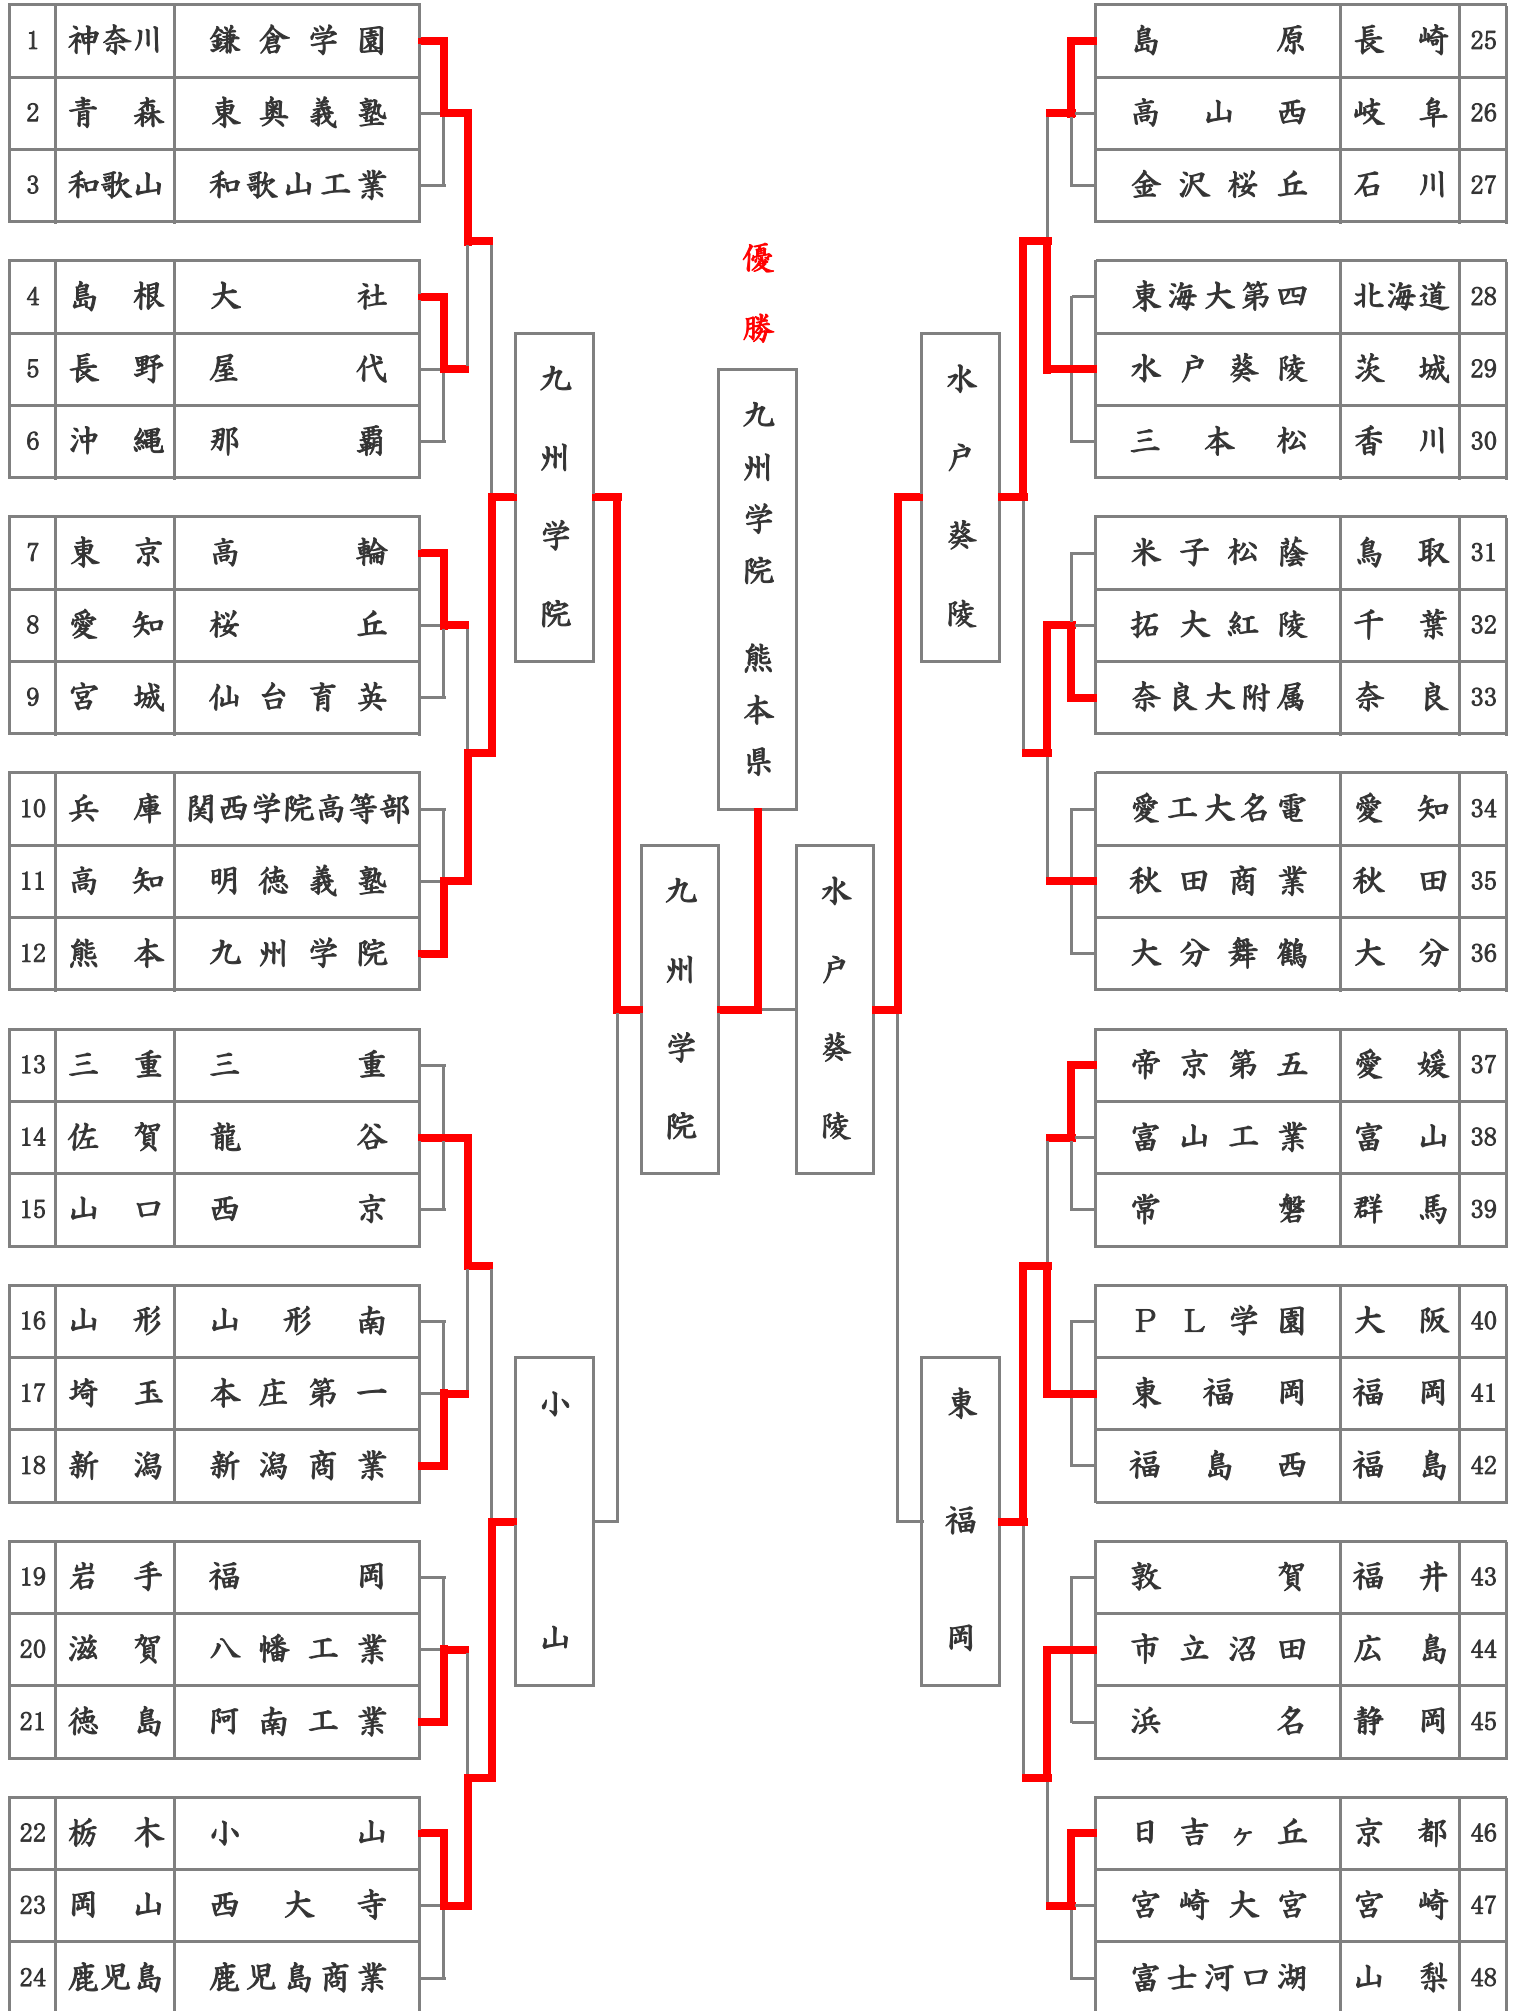 1 神奈川 鎌倉学園
2 青森 東奥義塾
3 和歌山 和歌山工業
4 島根 大社
5 長野 屋代
6 沖縄 那覇
7 東京 高輪
8 愛知 桜丘
9 宮城 仙台育英
10 兵庫 関西学院高等部
11 高知 明徳義塾
12 熊本 九州学院
13 三重 三重
14 佐賀 龍谷
15 山口 西京
16 山形 山形南
17 埼玉 本庄第一
18 新潟 新潟商業
19 岩手 福岡
20 滋賀 八幡工業
21 徳島 阿南工業
22 栃木 小山
23 岡山 西大寺
24 鹿児島 鹿児島商業
九州学院
小山
九州学院
優勝
九州学院 熊本県
水戸葵陵
水戸葵陵
東福岡
島原 長崎 25
高山西 岐阜 26
金沢桜丘 石川 27
東海大第四 北海道 28
水戸葵陵 茨城 29
三本松 香川 30
米子松蔭 鳥取 31
拓大紅陵 千葉 32
奈良大附属 奈良 33
愛工大名電 愛知 34
秋田商業 秋田 35
大分舞鶴 大分 36
帝京第五 愛媛 37
富山工業 富山 38
常磐 群馬 39
PL学園 大阪 40
東福岡 福岡 41
福島西 福島 42
敦賀 福井 43
市立沼田 広島 44
浜名 静岡 45
日吉ヶ丘 京都 46
宮崎大宮 宮崎 47
富士河口湖 山梨 48